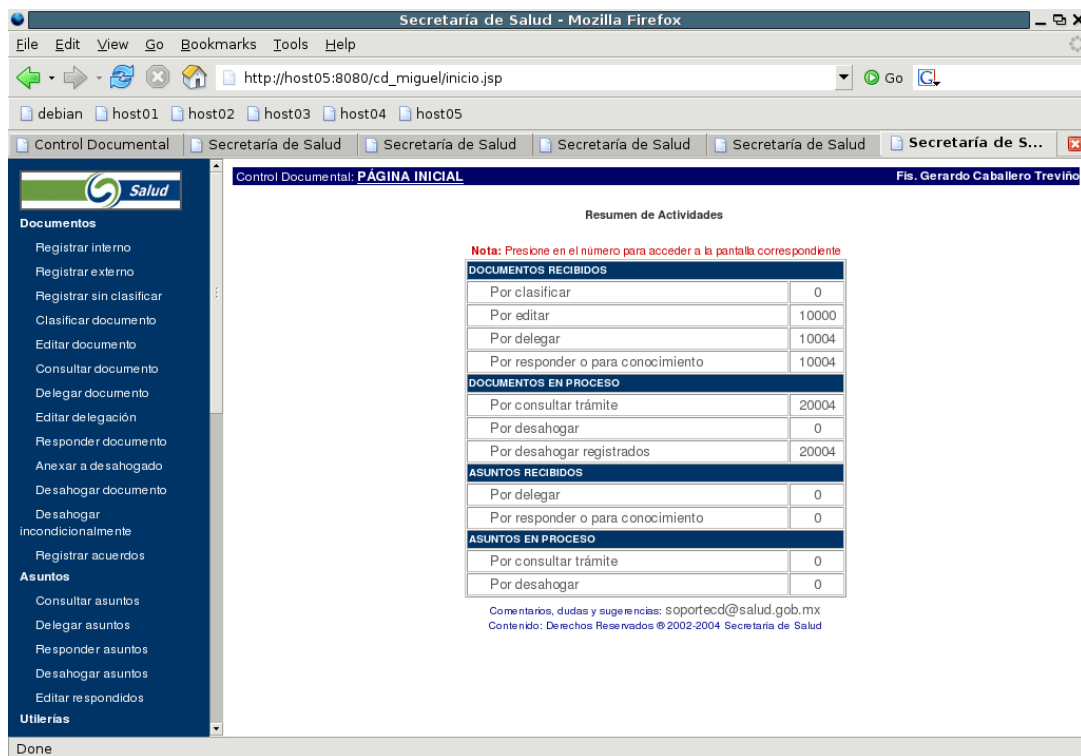 Secretaría de Salud - Mozilla Firefox
File Edit View Go Bookmarks Tools Help
http://host05:8080/cd_miguel/inicio.jsp Go G
debian host01 host02 host03 host04 host05
Control Documental Secretaría de Salud Secretaría de Salud Secretaría de Salud Secretaría de Salud Secretaría de S...
Salud
Documentos
Registrar interno
Registrar externo
Registrar sin clasificar
Clasificar documento
Editar documento
Consultar documento
Delegar documento
Editar delegación
Responder documento
Anexar a desahogado
Desahogar documento
Desahogar
incondicionalmente
Registrar acuerdos
Asuntos
Consultar asuntos
Delegar asuntos
Responder asuntos
Desahogar asuntos
Editar respondidos
Utilerías
Control Documental: PÁGINA INICIAL Fis. Gerardo Caballero Treviño
Resumen de Actividades
Nota: Presione en el número para acceder a la pantalla correspondiente
DOCUMENTOS RECIBIDOS
Por clasificar 0
Por editar 10000
Por delegar 10004
Por responder o para conocimiento 10004
DOCUMENTOS EN PROCESO
Por consultar trámite 20004
Por desahogar 0
Por desahogar registrados 20004
ASUNTOS RECIBIDOS
Por delegar 0
Por responder o para conocimiento 0
ASUNTOS EN PROCESO
Por consultar trámite 0
Por desahogar 0
Comentarios, dudas y sugerencias: soportecd@salud.gob.mx
Contenido: Derechos Reservados ® 2002-2004 Secretaria de Salud
Done